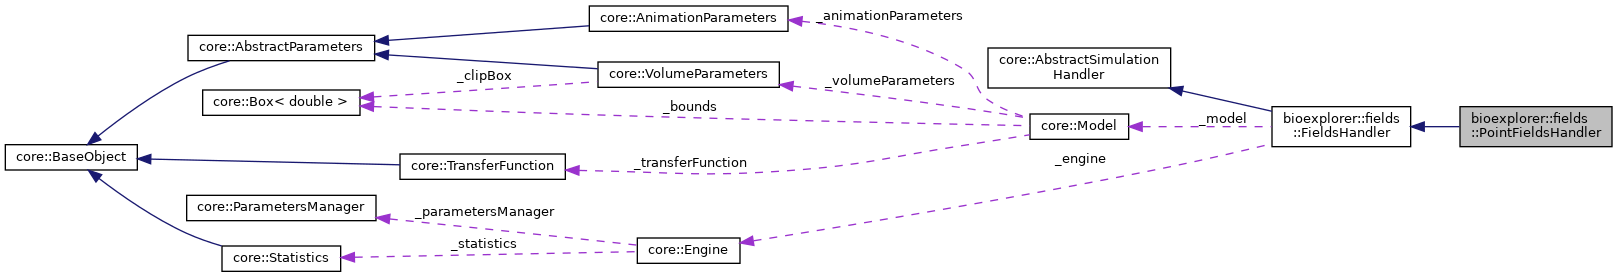 core::AnimationParameters
_animationParameters
core::AbstractParameters
core::AbstractSimulation
Handler
core::VolumeParameters
_clipBox
_volumeParameters
core::Box< double >
_bounds
core::Model
_model
bioexplorer::fields
::FieldsHandler
bioexplorer::fields
::PointFieldsHandler
core::BaseObject
core::TransferFunction
_transferFunction
_engine
core::ParametersManager
_parametersManager
_statistics
core::Engine
core::Statistics